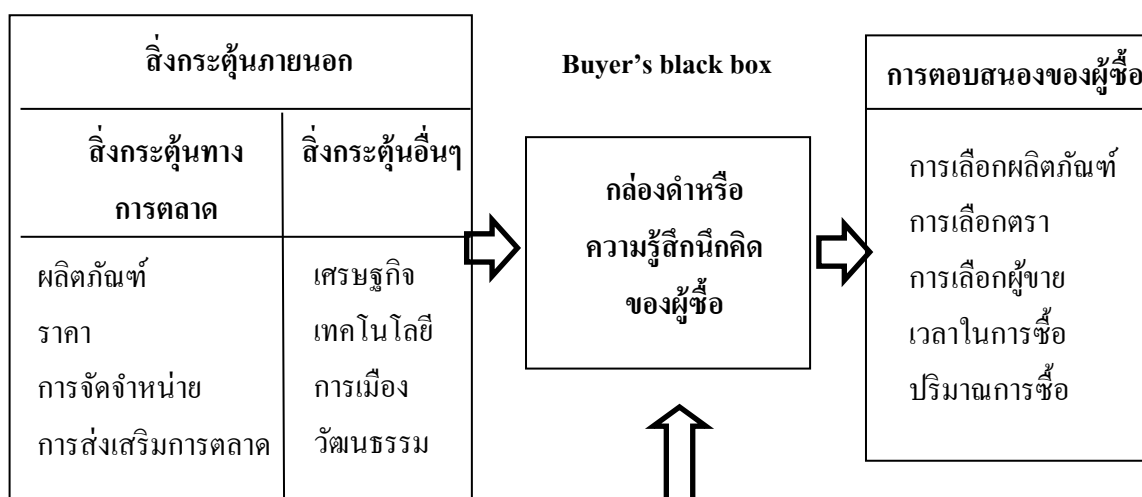 สิ่งกระตุ้นภายนอก
สิ่งกระตุ้นทาง
การตลาด
สิ่งกระตุ้นอื่นๆ
ผลิตภัณฑ์
ราคา
การจัดจำหน่าย
การส่งเสริมการตลาด
เศรษฐกิจ
เทคโนโลยี
การเมือง
วัฒนธรรม
Buyer’s black box
กล่องดำหรือ
ความรู้สึกนึกคิด
ของผู้ซื้อ
การตอบสนองของผู้ซื้อ
การเลือกผลิตภัณฑ์
การเลือกตรา
การเลือกผู้ขาย
เวลาในการซื้อ
ปริมาณการซื้อ